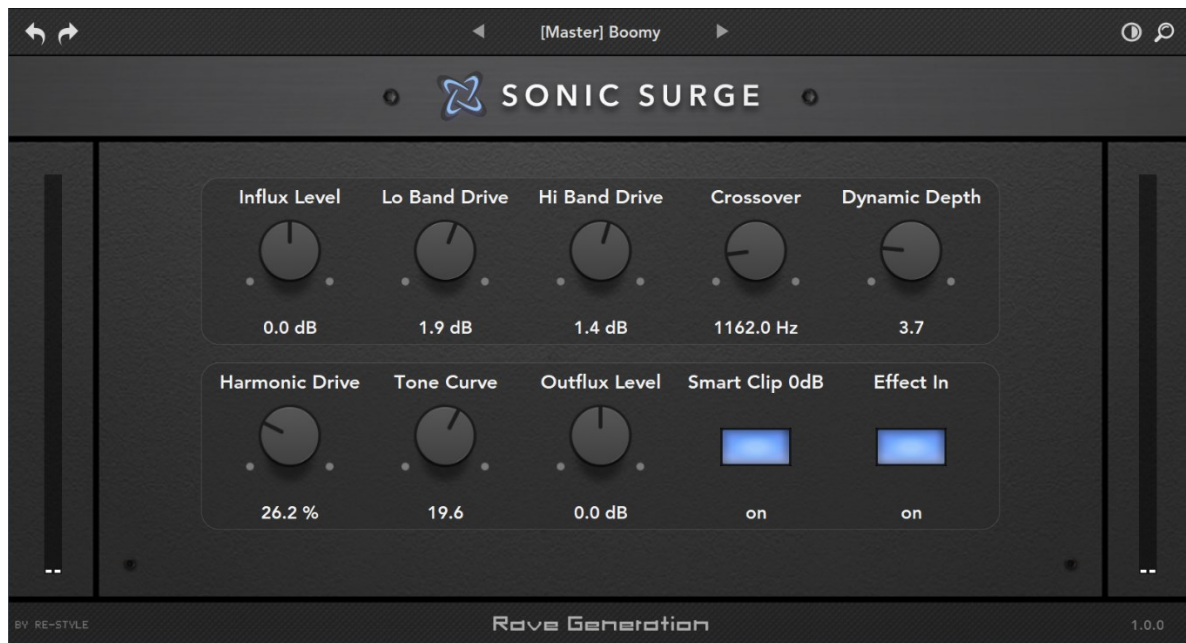 [Master] Boomy
SONIC SURGE
Influx Level Lo Band Drive Hi Band Drive Crossover Dynamic Depth
0.0 dB 1.9 dB 1.4 dB 1162.0 Hz 3.7
Harmonic Drive Tone Curve Outflux Level Smart Clip 0dB Effect In
26.2 % 19.6 0.0 dB on on
-- --
BY RE-STYLE Rave Generation 1.0.0